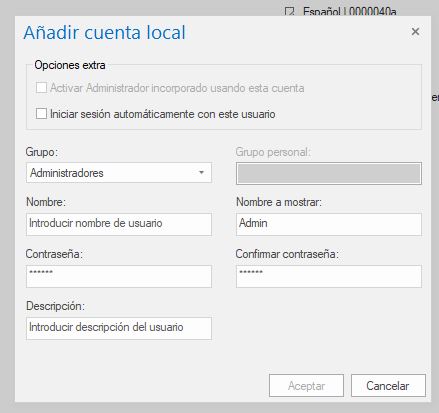 Español | 0000040a
Añadir cuenta local
Opciones extra
Activar Administrador incorporado usando esta cuenta
Iniciar sesión automáticamente con este usuario
Grupo: Grupo personal:
Administradores
Nombre: Nombre a mostrar:
Introducir nombre de usuario Admin
Contraseña: Confirmar contraseña:
****** ******
Descripción:
Introducir descripción del usuario
Aceptar Cancelar